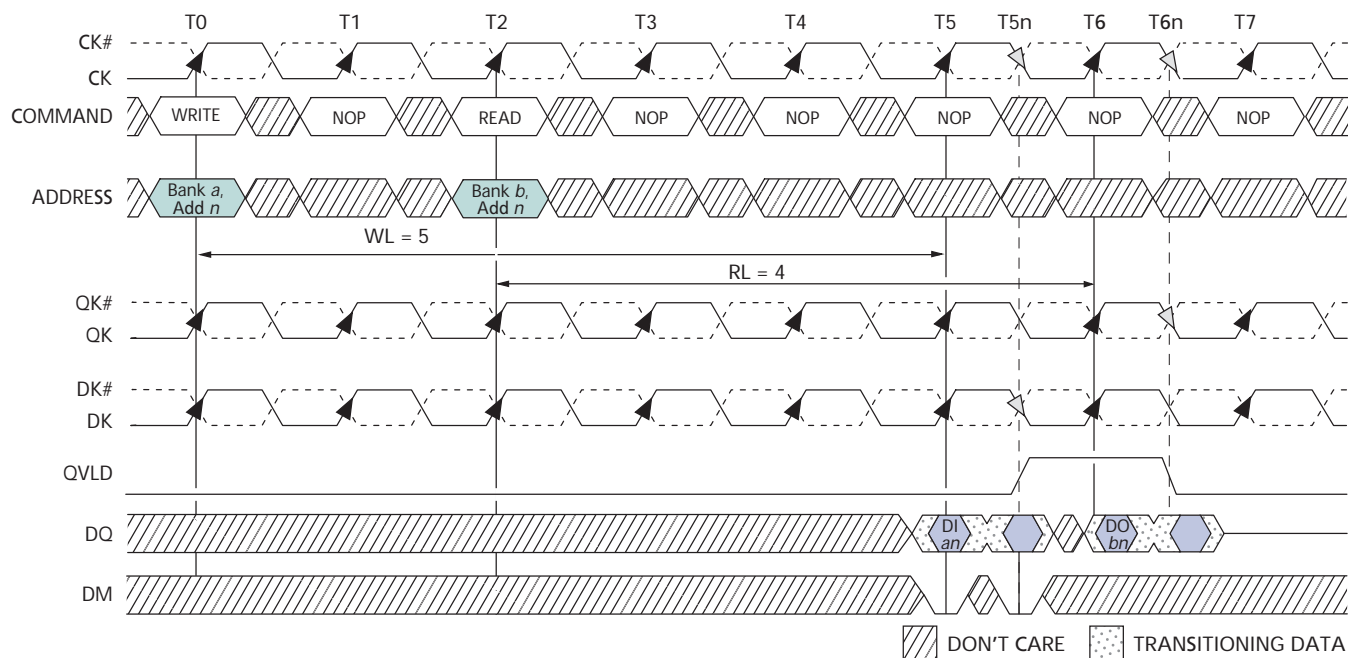 T0 T1 T2 T3 T4 T5 T5n T6 T6n T7
CK#
CK
COMMAND WRITE NOP READ NOP NOP NOP NOP NOP
ADDRESS Bank a, Add n Bank b, Add n
WL = 5
RL = 4
QK#
QK
DK#
DK
QVLD
DQ DI an DO bn
DM
DON'T CARE TRANSITIONING DATA